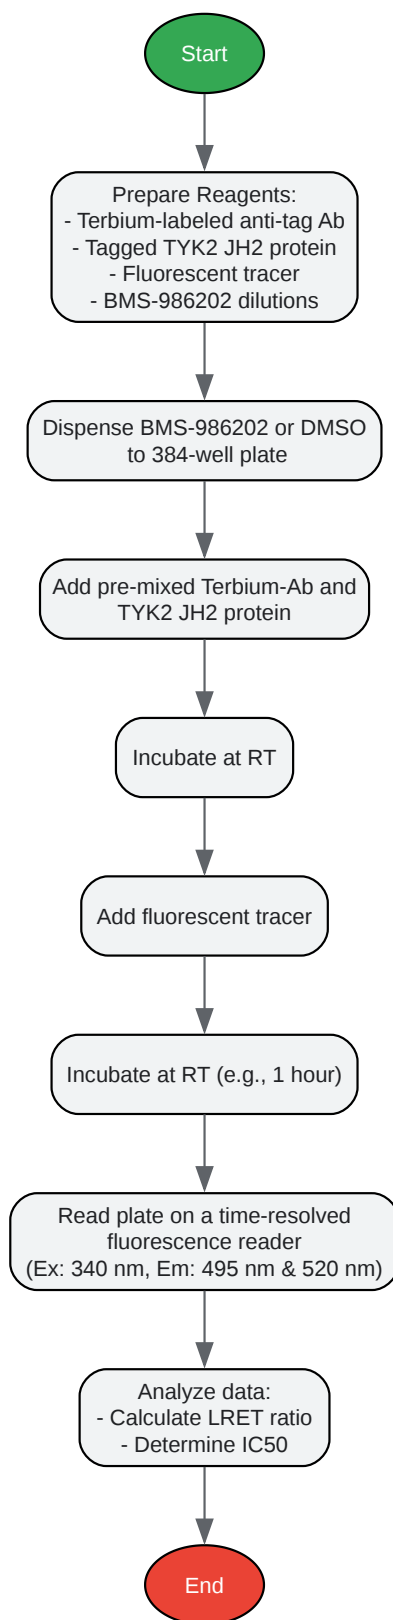 Start
Prepare Reagents:
- Terbium-labeled anti-tag Ab
- Tagged TYK2 JH2 protein
- Fluorescent tracer
- BMS-986202 dilutions
Dispense BMS-986202 or DMSO
to 384-well plate
Add pre-mixed Terbium-Ab and
TYK2 JH2 protein
Incubate at RT
Add fluorescent tracer
Incubate at RT (e.g., 1 hour)
Read plate on a time-resolved
fluorescence reader
(Ex: 340 nm, Em: 495 nm & 520 nm)
Analyze data:
- Calculate LRET ratio
- Determine IC50
End